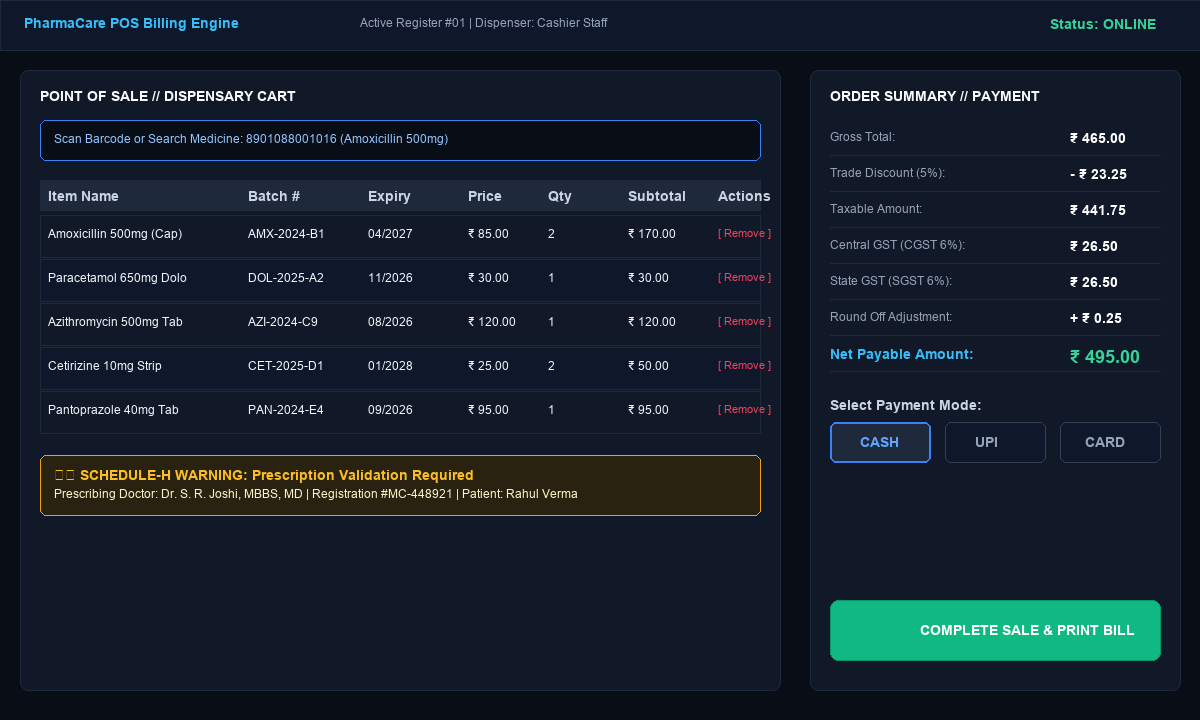 PharmaCare POS Billing Engine
Active Register #01 | Dispenser: Cashier Staff
Status: ONLINE
POINT OF SALE // DISPENSARY CART
Scan Barcode or Search Medicine: 8901088001016 (Amoxicillin 500mg)
Item Name Batch # Expiry Price Qty Subtotal Actions
Amoxicillin 500mg (Cap) AMX-2024-B1 04/2027 ₹ 85.00 2 ₹ 170.00 [ Remove ]
Paracetamol 650mg Dolo DOL-2025-A2 11/2026 ₹ 30.00 1 ₹ 30.00 [ Remove ]
Azithromycin 500mg Tab AZI-2024-C9 08/2026 ₹ 120.00 1 ₹ 120.00 [ Remove ]
Cetirizine 10mg Strip CET-2025-D1 01/2028 ₹ 25.00 2 ₹ 50.00 [ Remove ]
Pantoprazole 40mg Tab PAN-2024-E4 09/2026 ₹ 95.00 1 ₹ 95.00 [ Remove ]
SCHEDULE-H WARNING: Prescription Validation Required
Prescribing Doctor: Dr. S. R. Joshi, MBBS, MD | Registration #MC-448921 | Patient: Rahul Verma
ORDER SUMMARY // PAYMENT
Gross Total: ₹ 465.00
Trade Discount (5%): - ₹ 23.25
Taxable Amount: ₹ 441.75
Central GST (CGST 6%): ₹ 26.50
State GST (SGST 6%): ₹ 26.50
Round Off Adjustment: + ₹ 0.25
Net Payable Amount: ₹ 495.00
Select Payment Mode:
CASH UPI CARD
COMPLETE SALE & PRINT BILL